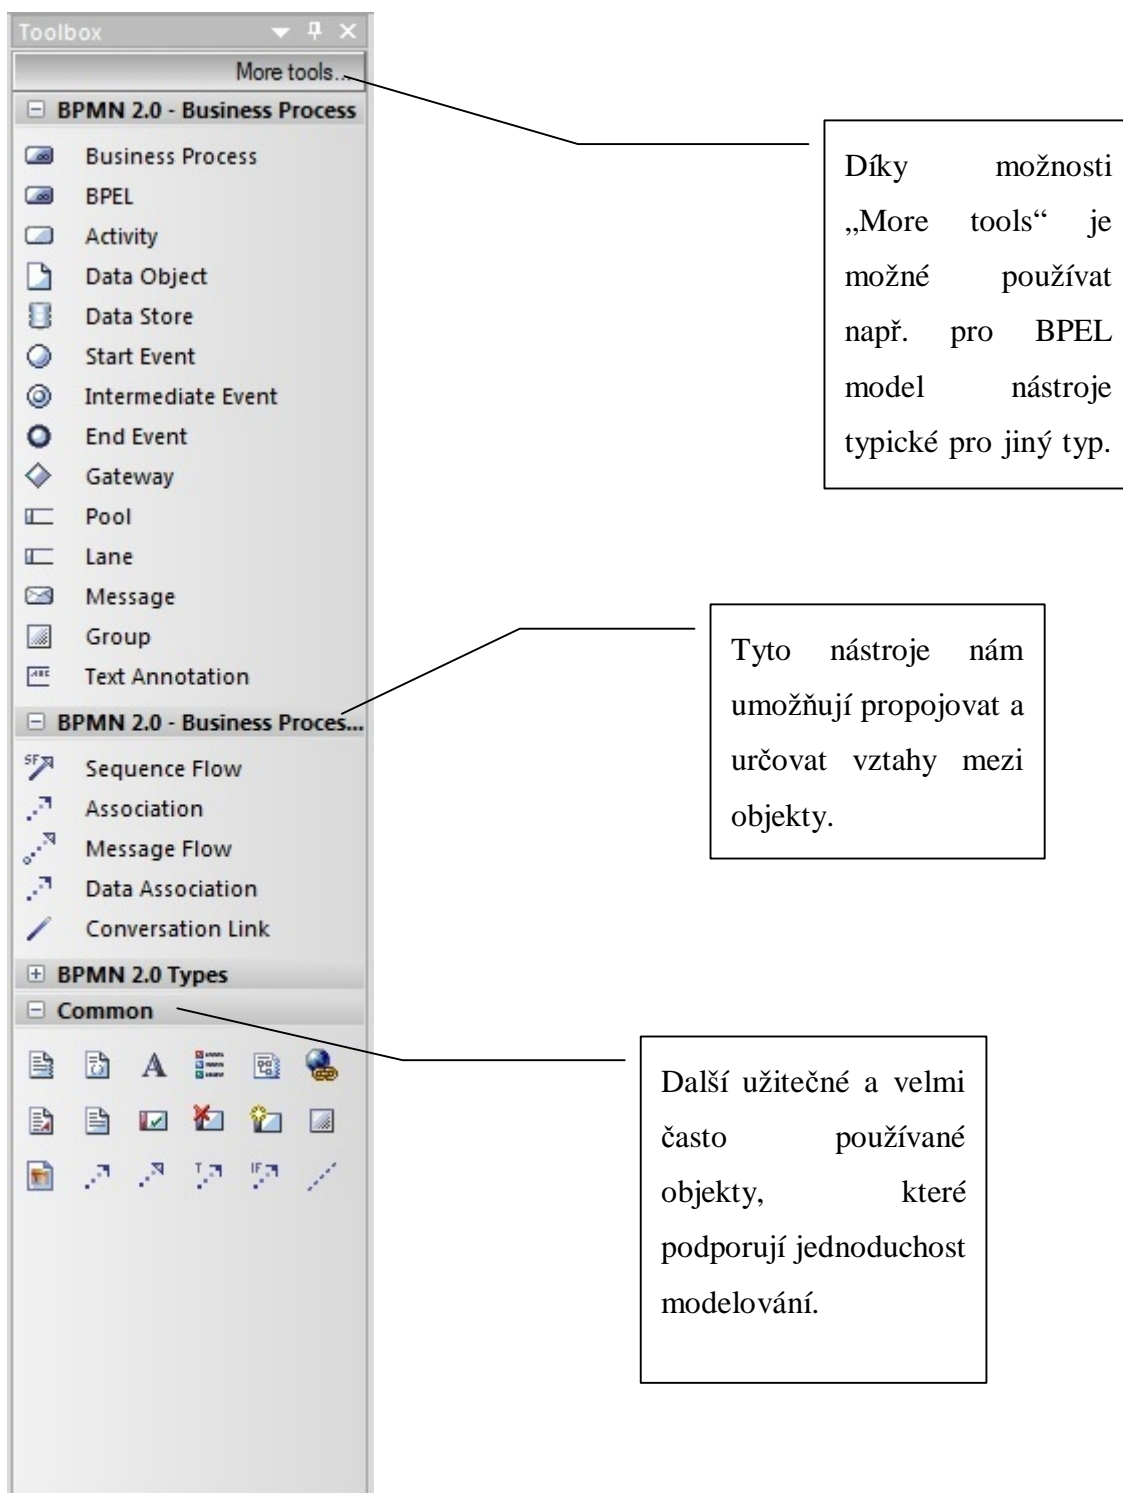 Toolbox
More tools...
BPMN 2.0 - Business Process
Business Process
BPEL
Activity
Data Object
Data Store
Start Event
Intermediate Event
End Event
Gateway
Pool
Lane
Message
Group
Text Annotation
BPMN 2.0 - Business Proces...
Sequence Flow
Association
Message Flow
Data Association
Conversation Link
BPMN 2.0 Types
Common
Díky možnosti
„More tools“ je
možné používat
např. pro BPEL
model nástroje
typické pro jiný typ.
Tyto nástroje nám
umožňují propojovat a
určovat vztahy mezi
objekty.
Další užitečné a velmi
často používané
objekty, které
podporují jednoduchost
modelování.